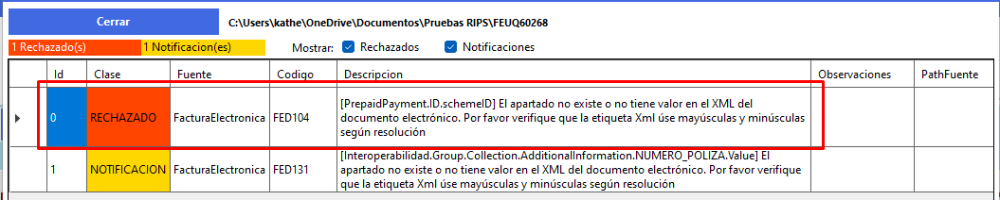 Cerrar
C:\Users\kathe\OneDrive\Documentos\Pruebas RIPS\FEUQ60268
1 Rechazado(s)
1 Notificacion(es)
Mostrar:
Rechazados
Notificaciones
Id
Clase
Fuente
Codigo
Descripcion
Observaciones
PathFuente
0
RECHAZADO
FacturaElectronica
FED104
[PrepaidPayment.ID.schemeID] El apartado no existe o no tiene valor en el XML del
documento electrónico. Por favor verifique que la etiqueta Xml úse mayúsculas y minúsculas
según resolución
1
NOTIFICACION
FacturaElectronica
FED131
[Interoperabilidad.Group.Collection.AdditionalInformation.NUMERO_POLIZA.Value] El
apartado no existe o no tiene valor en el XML del documento electrónico. Por favor verifique
que la etiqueta Xml úse mayúsculas y minúsculas según resolución